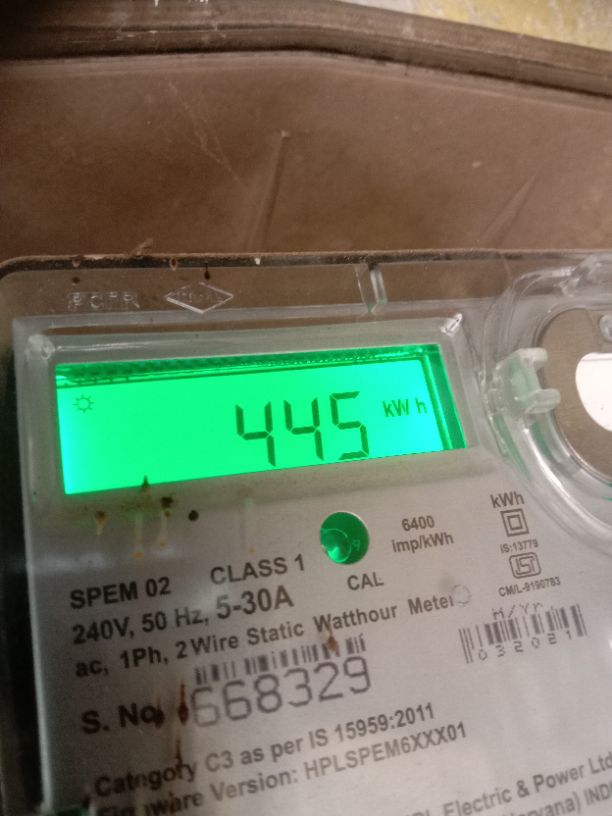 445 kWh
kWh
6400
imp/kWh
IS:13779
CM/L-9190783
SPEM 02 CLASS 1 CAL
240V, 50 Hz, 5-30A
ac, 1Ph, 2 Wire Static Watthour Meter
M/Yr.
032021
S. No. 668329
Category C3 as per IS 15959:2011
Firmware Version: HPLSPEM6XXX01
Electric & Power Ltd